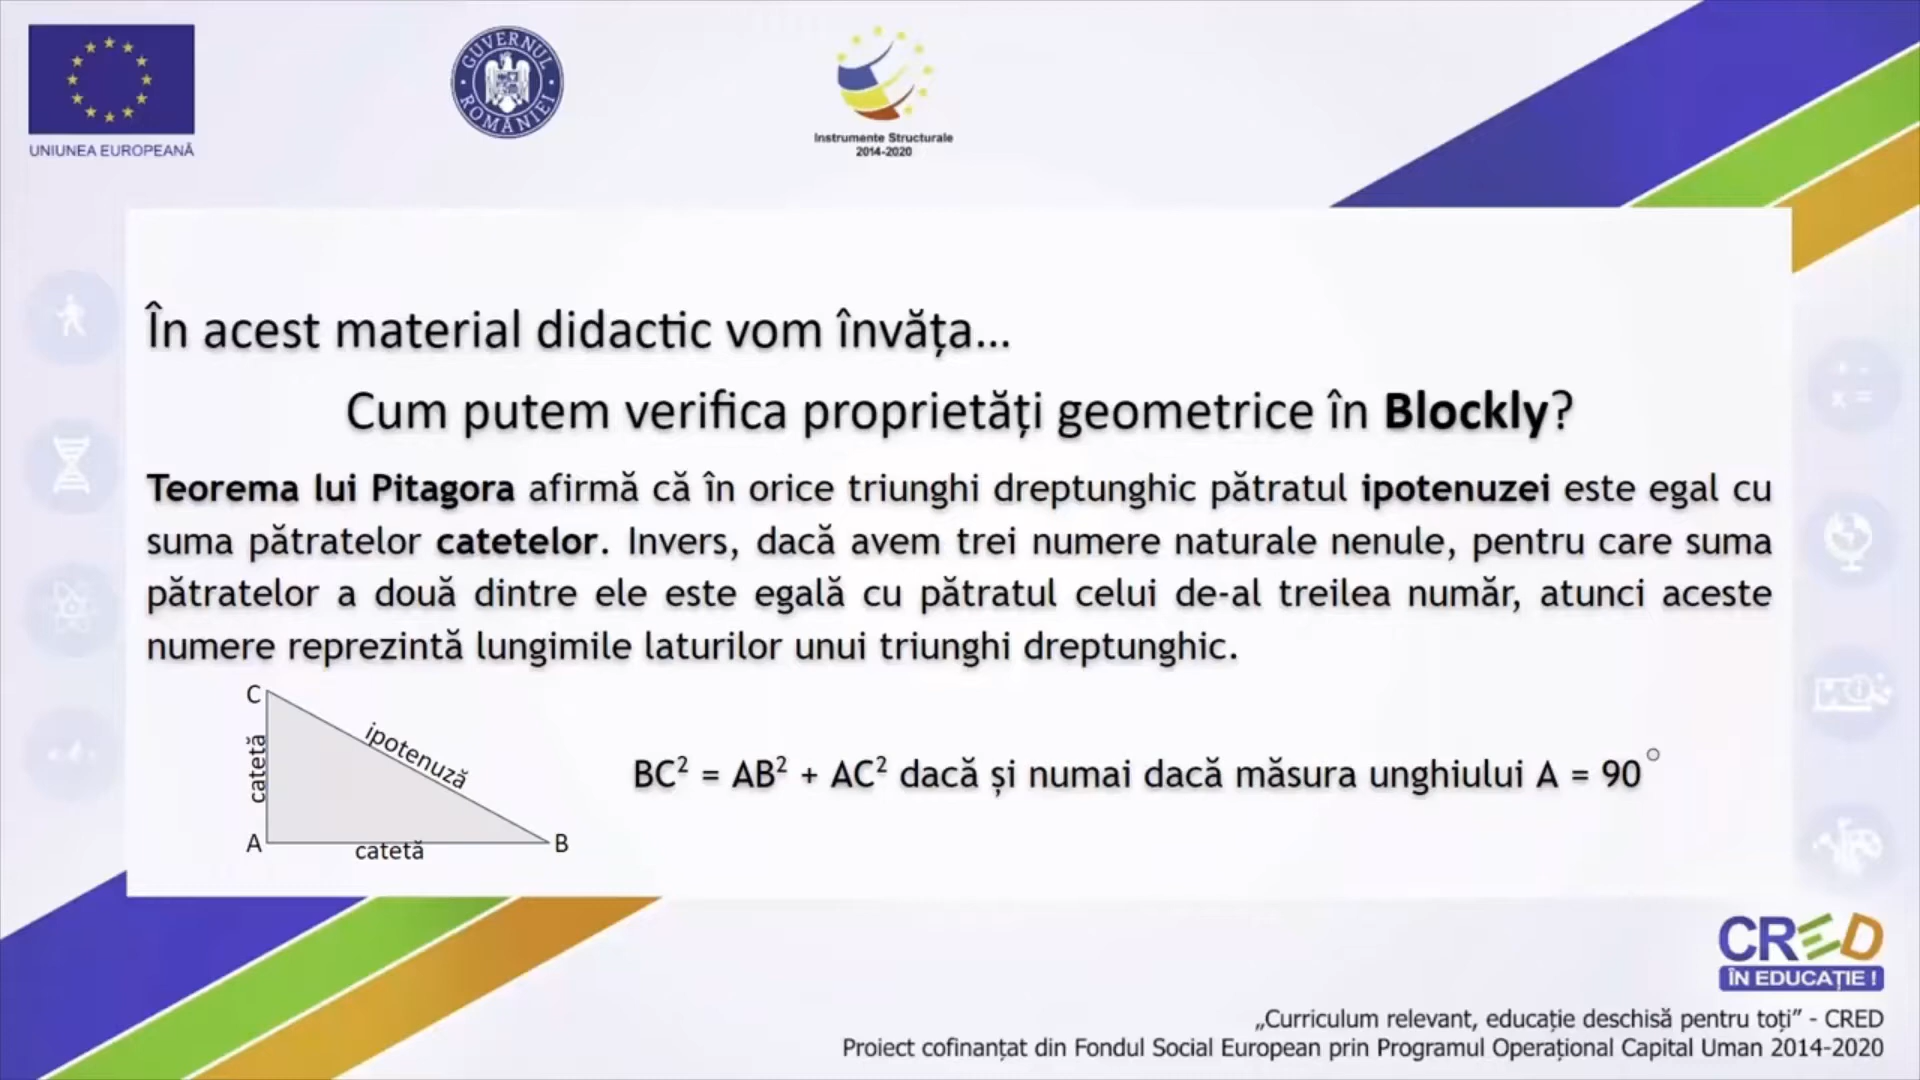 UNIUNEA EUROPEANĂ
GUVERNUL ROMÂNIEI
Instrumente Structurale
2014-2020
În acest material didactic vom învăța...
Cum putem verifica proprietăți geometrice în Blockly?
Teorema lui Pitagora afirmă că în orice triunghi dreptunghic pătratul ipotenuzei este egal cu
suma pătratelor catetelor. Invers, dacă avem trei numere naturale nenule, pentru care suma
pătratelor a două dintre ele este egală cu pătratul celui de-al treilea număr, atunci aceste
numere reprezintă lungimile laturilor unui triunghi dreptunghic.
C
ipotenuză
catetă
A
catetă
B
BC² = AB² + AC² dacă și numai dacă măsura unghiului A = 90°
CRED
ÎN EDUCAȚIE !
„Curriculum relevant, educație deschisă pentru toți” - CRED
Proiect cofinanțat din Fondul Social European prin Programul Operațional Capital Uman 2014-2020